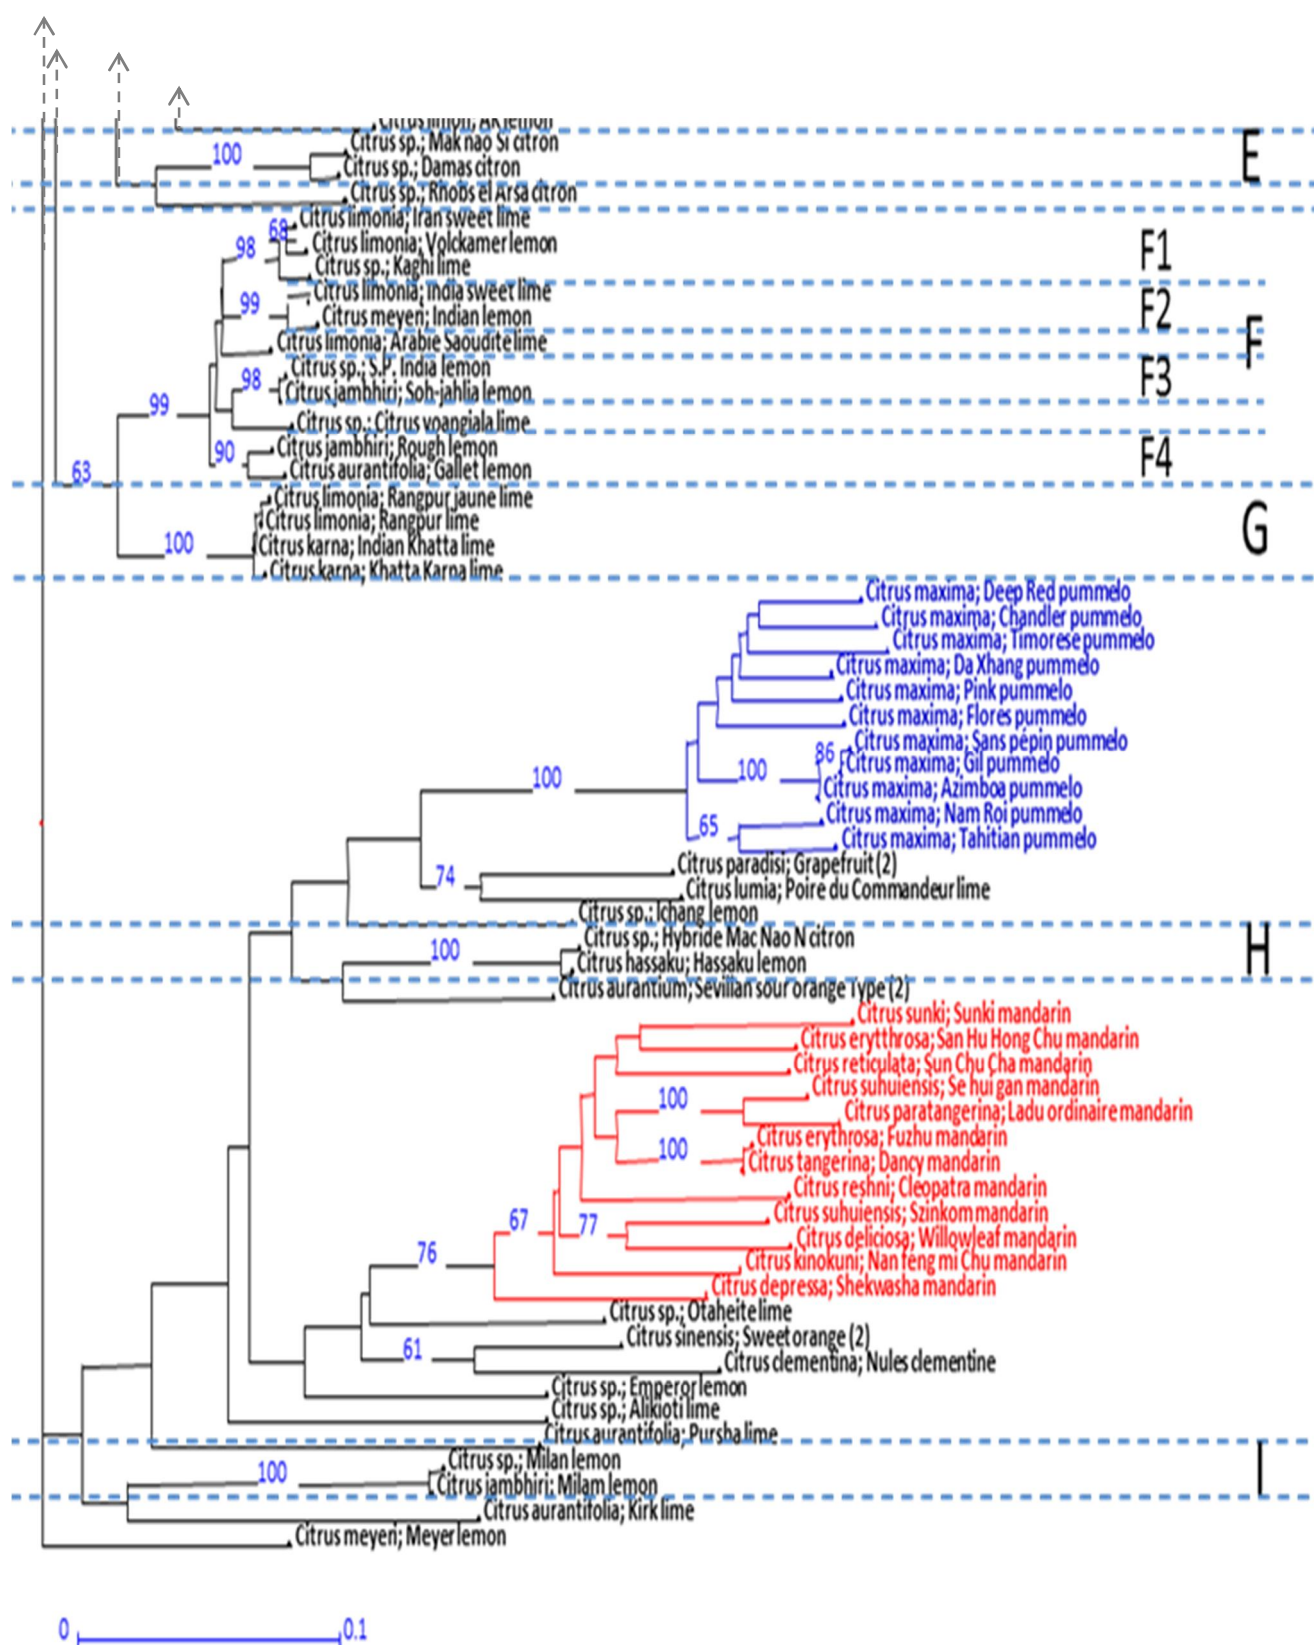 Citrus limon; AK lemon
Citrus sp.; Mak nao Si citron
E
100
Citrus sp.; Damas citron
Citrus sp.; Rhobs el Arsa citron
Citrus limonia; Iran sweet lime
68
Citrus limonia; Volckamer lemon
98
F1
Citrus sp.; Kaghi lime
Citrus limonia; India sweet lime
99
F2
Citrus meyeri; Indian lemon
F
Citrus limonia; Arabie Saoudite lime
Citrus sp.; S.P. India lemon
98
F3
Citrus jambhiri; Soh-jahlia lemon
99
Citrus sp.; Citrus voangiala lime
Citrus jambhiri; Rough lemon
90
F4
Citrus aurantifolia; Gallet lemon
63
Citrus limonia; Rangpur jaune lime
Citrus limonia; Rangpur lime
G
100
Citrus karna; Indian Khatta lime
Citrus karna; Khatta Karna lime
Citrus maxima; Deep Red pummelo
Citrus maxima; Chandler pummelo
Citrus maxima; Timorese pummelo
Citrus maxima; Da Xhang pummelo
Citrus maxima; Pink pummelo
Citrus maxima; Flores pummelo
Citrus maxima; Sans pépin pummelo
86
Citrus maxima; Gil pummelo
100
100
Citrus maxima; Azimboa pummelo
Citrus maxima; Nam Roi pummelo
65
Citrus maxima; Tahitian pummelo
Citrus paradisi; Grapefruit (2)
74
Citrus lumia; Poire du Commandeur lime
Citrus sp.; Ichang lemon
Citrus sp.; Hybride Mac Nao N citron
100
H
Citrus hassaku; Hassaku lemon
Citrus aurantium; Sevillan sour orange Type (2)
Citrus sunki; Sunki mandarin
Citrus erytthrosa; San Hu Hong Chu mandarin
Citrus reticulata; Sun Chu Cha mandarin
Citrus suhuiensis; Se hui gan mandarin
100
Citrus paratangerina; Ladu ordinaire mandarin
Citrus erythrosa; Fuzhu mandarin
100
Citrus tangerina; Dancy mandarin
Citrus reshni; Cleopatra mandarin
Citrus suhuiensis; Szinkom mandarin
67
77
Citrus deliciosa; Willowleaf mandarin
76
Citrus kinokuni; Nan feng mi Chu mandarin
Citrus depressa; Shekwasha mandarin
Citrus sp.; Otaheite lime
Citrus sinensis; Sweet orange (2)
61
Citrus clementina; Nules clementine
Citrus sp.; Emperor lemon
Citrus sp.; Alikioti lime
Citrus aurantifolia; Pursha lime
Citrus sp.; Milan lemon
100
I
Citrus jambhiri; Milam lemon
Citrus aurantifolia; Kirk lime
Citrus meyeri; Meyer lemon
0 0.1